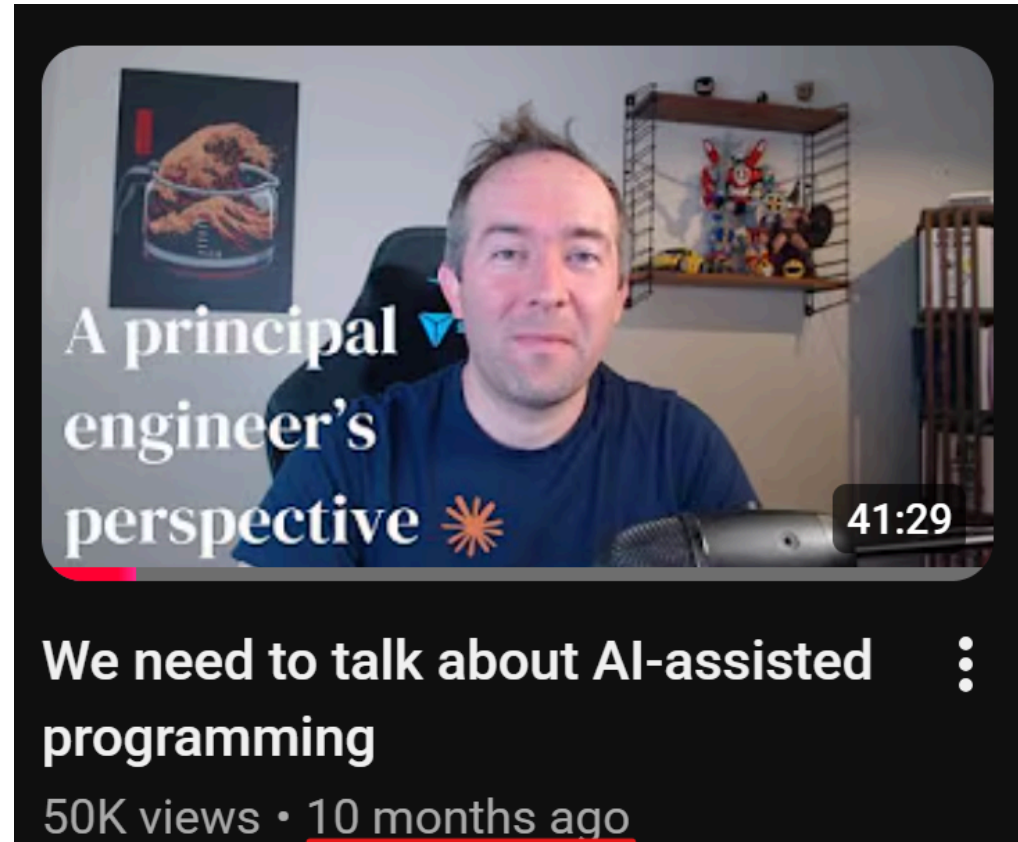 A principal
engineer's
perspective
41:29
We need to talk about AI-assisted
programming
50K views • 10 months ago